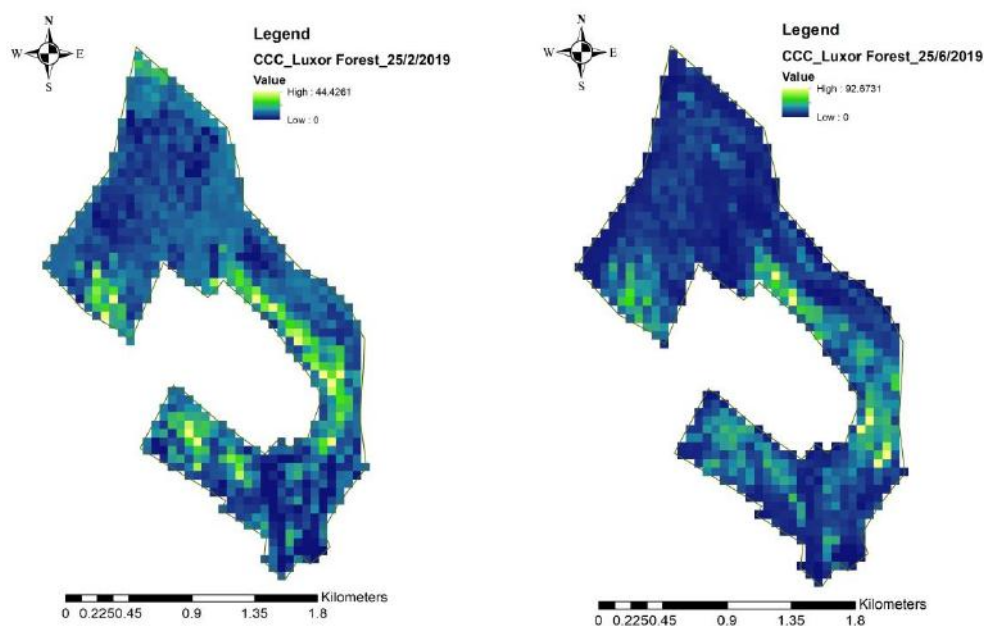 N
W E
S
Legend
CCC_Luxor Forest_25/2/2019
Value
High : 44.4261
Low : 0
Kilometers
0 0.2250.45 0.9 1.35 1.8
N
W E
S
Legend
CCC_Luxor Forest_25/6/2019
Value
High : 92.6731
Low : 0
Kilometers
0 0.2250.45 0.9 1.35 1.8